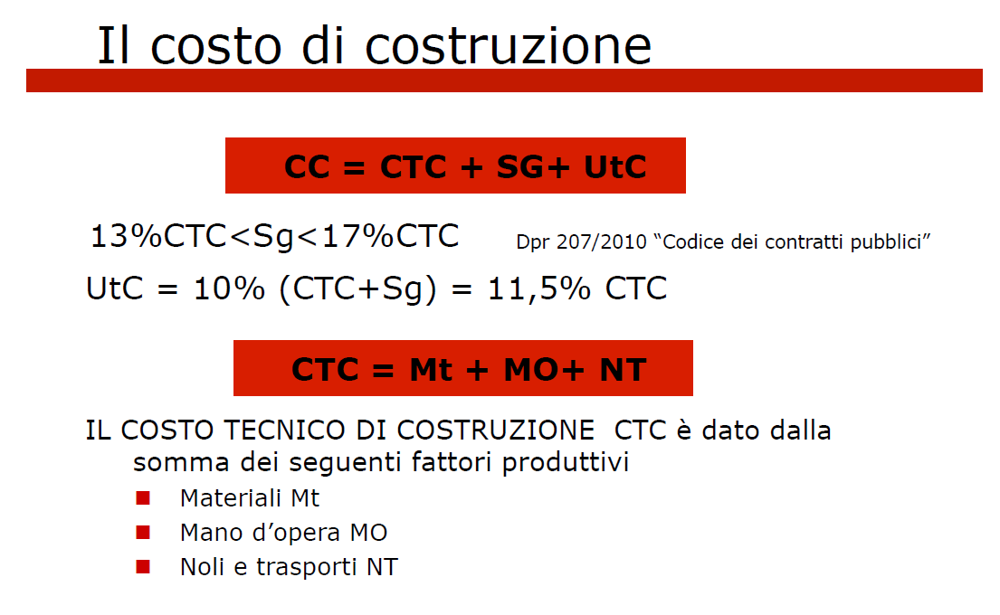 Il costo di costruzione
CC = CTC + SG+ UtC
13%CTC<Sg<17%CTC
Dpr 207/2010 “Codice dei contratti pubblici”
UtC = 10% (CTC+Sg) = 11,5% CTC
CTC = Mt + MO+ NT
IL COSTO TECNICO DI COSTRUZIONE CTC è dato dalla
somma dei seguenti fattori produttivi
Materiali Mt
Mano d’opera MO
Noli e trasporti NT